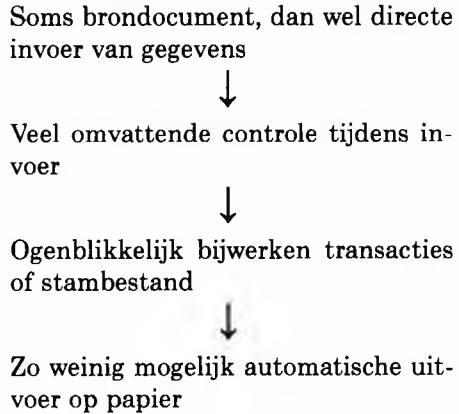 Soms brondocument, dan wel directe
invoer van gegevens
↓
Veel omvattende controle tijdens in-
voer
↓
Ogenblikkelijk bijwerken transacties
of stambestand
↓
Zo weinig mogelijk automatische uit-
voer op papier